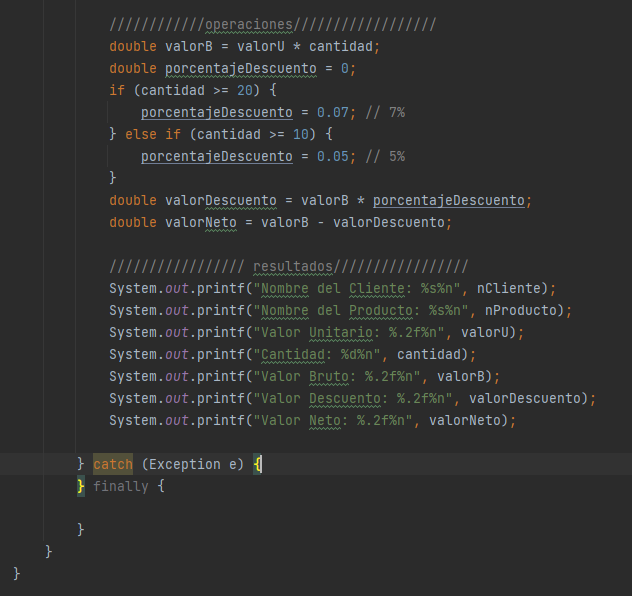 ////////////operaciones//////////////////
double valorB = valorU * cantidad;
double porcentajeDescuento = 0;
if (cantidad >= 20) {
porcentajeDescuento = 0.07; // 7%
} else if (cantidad >= 10) {
porcentajeDescuento = 0.05; // 5%
}
double valorDescuento = valorB * porcentajeDescuento;
double valorNeto = valorB - valorDescuento;
///////////////// resultados/////////////////
System.out.printf("Nombre del Cliente: %s%n", nCliente);
System.out.printf("Nombre del Producto: %s%n", nProducto);
System.out.printf("Valor Unitario: %.2f%n", valorU);
System.out.printf("Cantidad: %d%n", cantidad);
System.out.printf("Valor Bruto: %.2f%n", valorB);
System.out.printf("Valor Descuento: %.2f%n", valorDescuento);
System.out.printf("Valor Neto: %.2f%n", valorNeto);
} catch (Exception e) {
} finally {
}
}
}